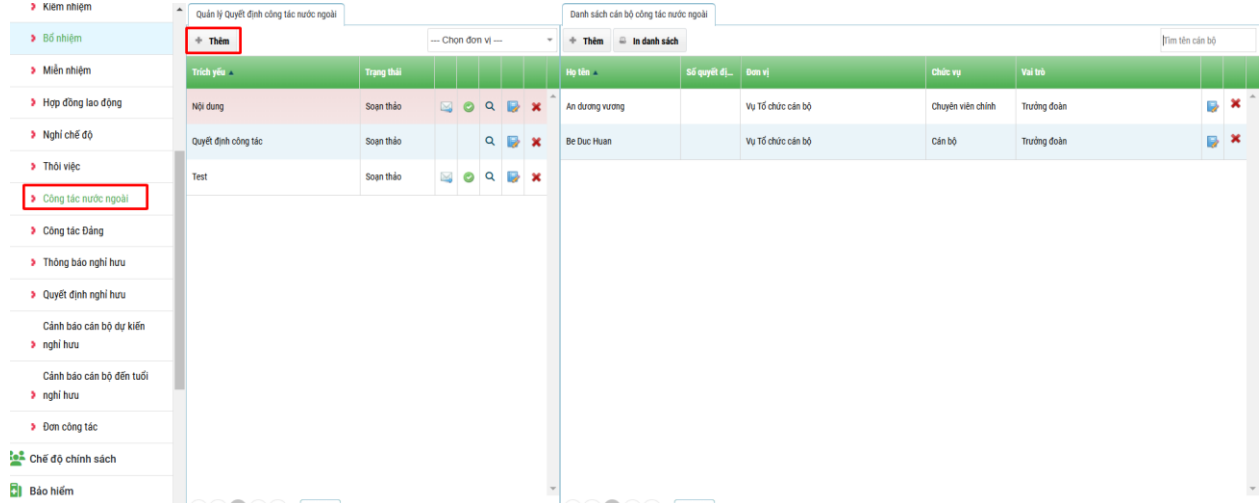 Kiêm nhiệm
Bổ nhiệm
Miễn nhiệm
Hợp đồng lao động
Nghỉ chế độ
Thôi việc
Công tác nước ngoài
Công tác Đảng
Thông báo nghỉ hưu
Quyết định nghỉ hưu
Cảnh báo cán bộ dự kiến
nghỉ hưu
Cảnh báo cán bộ đến tuổi
nghỉ hưu
Đơn công tác
Chế độ chính sách
Bảo hiểm
Quản lý Quyết định công tác nước ngoài
Thêm --- Chọn đơn vị ---
Trích yếu Trạng thái
Nội dung Soạn thảo
Quyết định công tác Soạn thảo
Test Soạn thảo
Danh sách cán bộ công tác nước ngoài
Thêm In danh sách Tìm tên cán bộ
Họ tên Số quyết đị... Đơn vị Chức vụ Vai trò
An dương vương Vụ Tổ chức cán bộ Chuyên viên chính Trưởng đoàn
Be Duc Huan Vụ Tổ chức cán bộ Cán bộ Trưởng đoàn